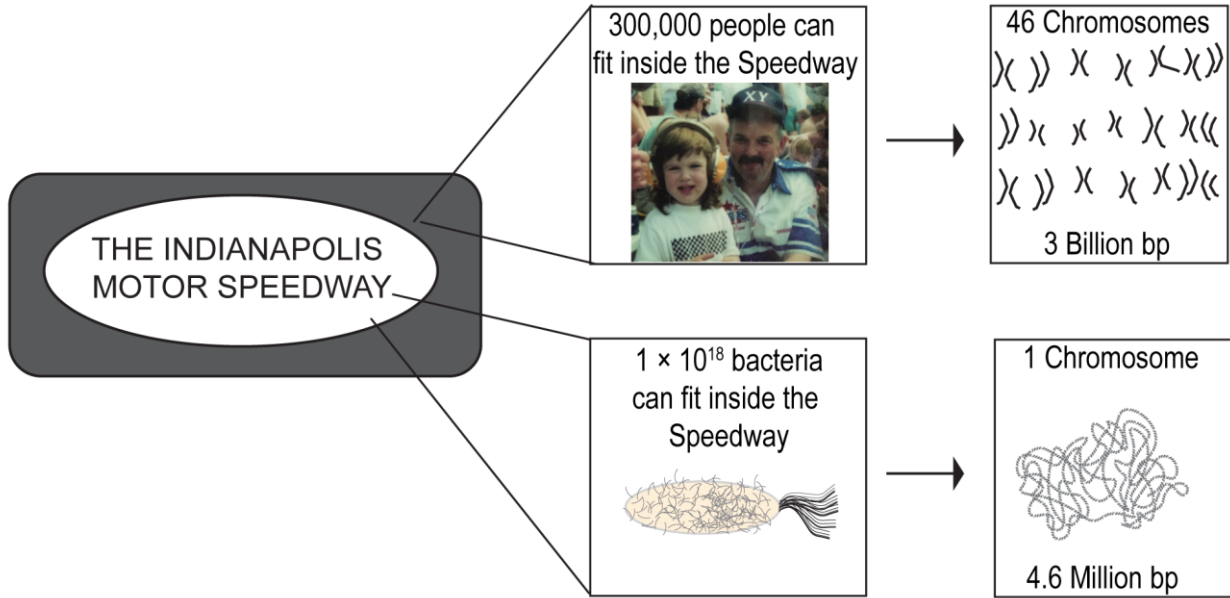 THE INDIANAPOLIS
MOTOR SPEEDWAY
300,000 people can
fit inside the Speedway
XY
46 Chromosomes
3 Billion bp
1 × 10¹⁸ bacteria
can fit inside the
Speedway
1 Chromosome
4.6 Million bp